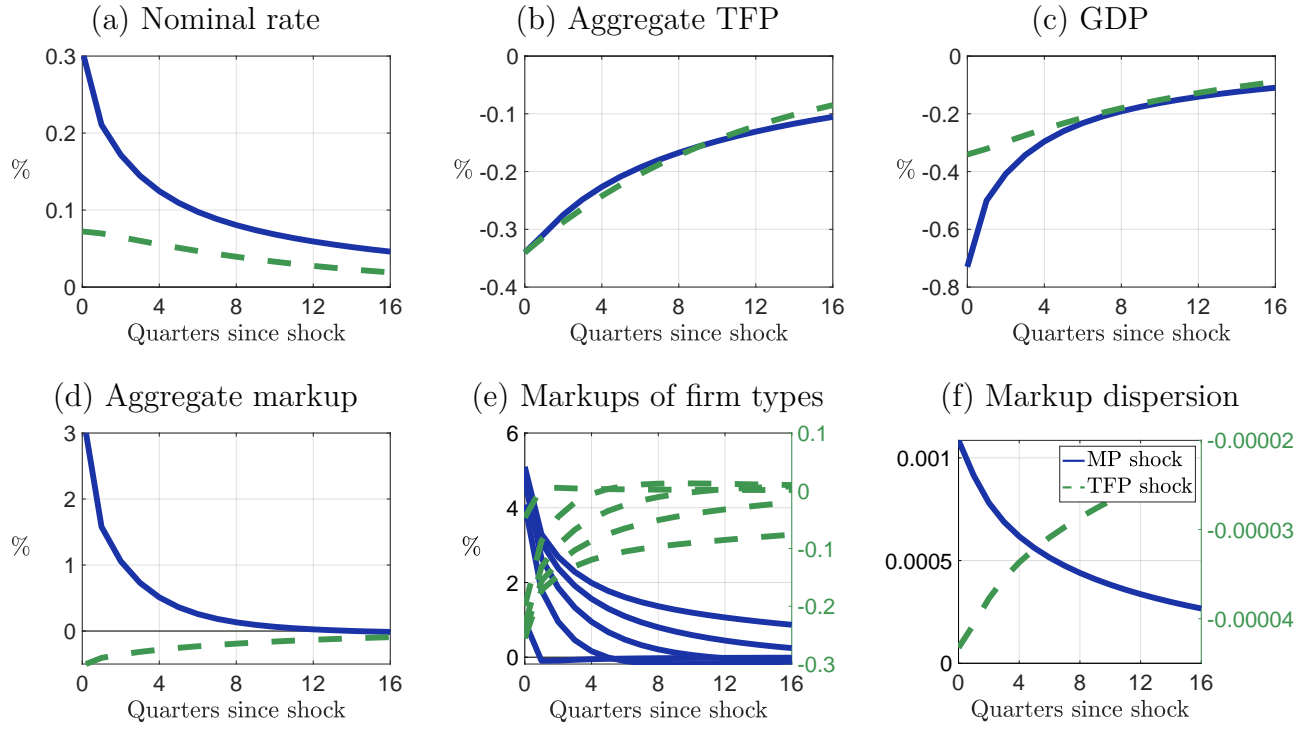 (a) Nominal rate
0.3
0.2
%
0.1
0
0 4 8 12 16
Quarters since shock
(b) Aggregate TFP
0
-0.1
%
-0.2
-0.3
-0.4
0 4 8 12 16
Quarters since shock
(c) GDP
0
-0.2
%
-0.4
-0.6
-0.8
0 4 8 12 16
Quarters since shock
(d) Aggregate markup
3
2
%
1
0
0 4 8 12 16
Quarters since shock
(e) Markups of firm types
6
4
%
2
0
0.1
0
-0.1
-0.2
-0.3
0 4 8 12 16
Quarters since shock
(f) Markup dispersion
0.001
0.0005
0
MP shock
TFP shock
-0.00002
-0.00003
-0.00004
0 4 8 12 16
Quarters since shock